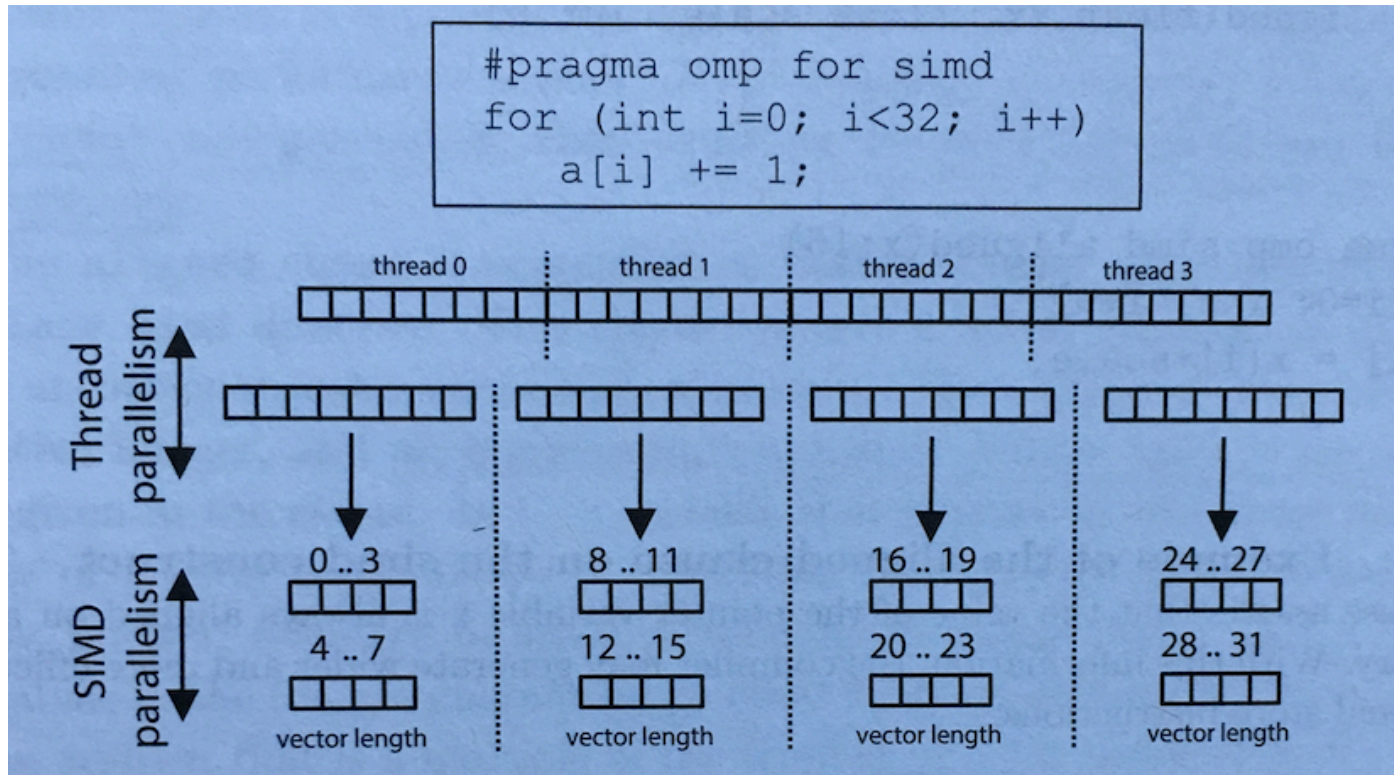 #pragma omp for simd
for (int i=0; i<32; i++)
a[i] += 1;
thread 0 thread 1 thread 2 thread 3
Thread
parallelism
0..3 8 .. 11 16 .. 19 24..27
SIMD
parallelism
4 .. 7 12 .. 15 20 .. 23 28 .. 31
vector length vector length vector length vector length